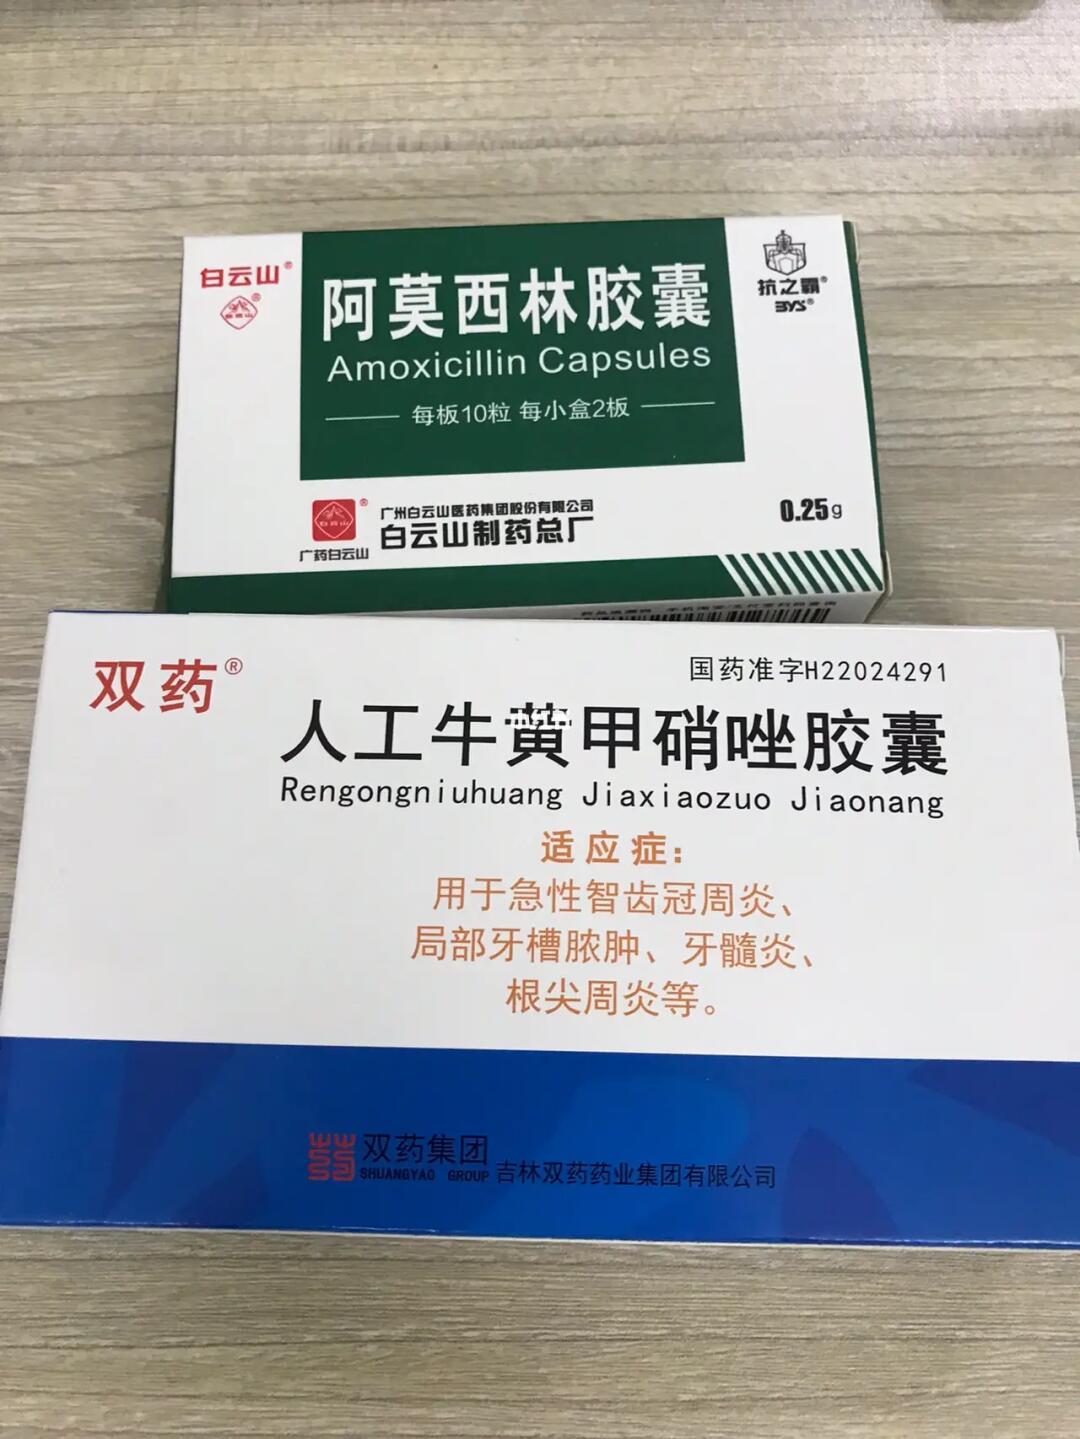 白云山®
阿莫西林胶囊
Amoxicillin Capsules
每板10粒 每小盒2板
抗之霸®
BYS®
白云山
广药白云山
广州白云山医药集团股份有限公司
白云山制药总厂
0.25g
双药®
国药准字H22024291
人工牛黄甲硝唑胶囊
Rengongniuhuang Jiaxiaozuo Jiaonang
小红书
适应症：
用于急性智齿冠周炎、
局部牙槽脓肿、牙髓炎、
根尖周炎等。
双药集团
SHUANGYAO GROUP
吉林双药药业集团有限公司